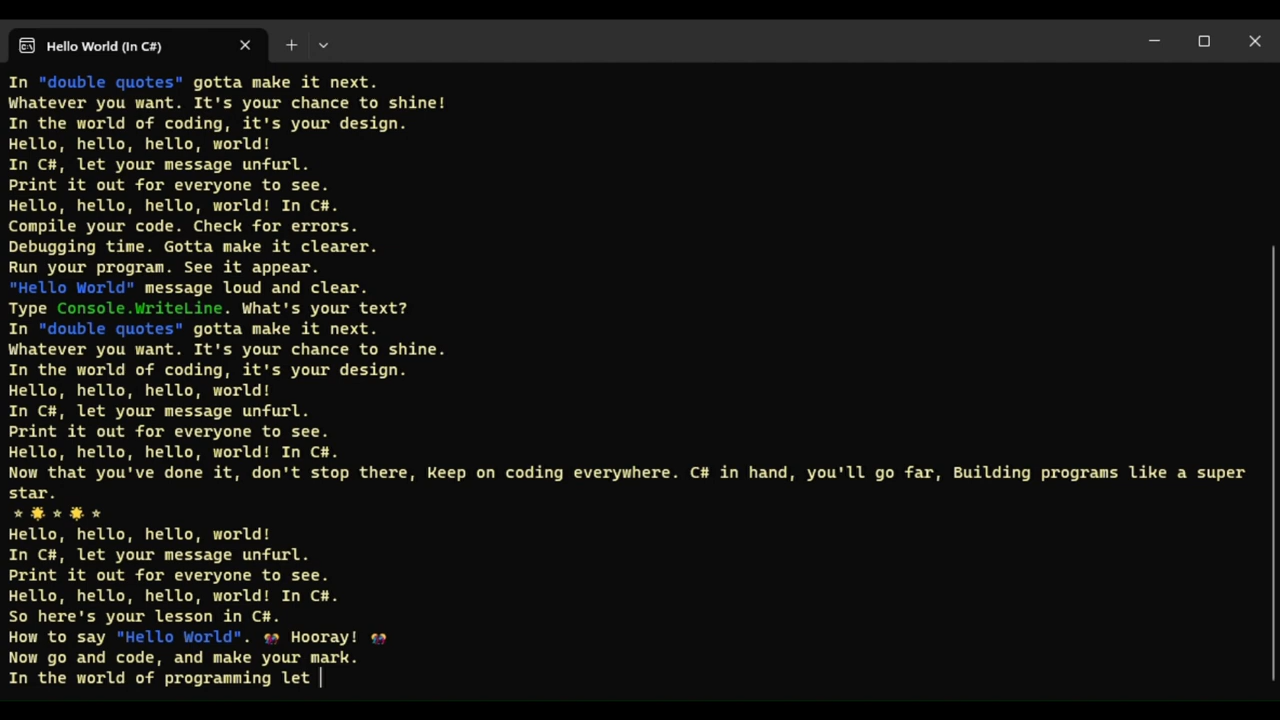 Hello World (In C#)
In "double quotes" gotta make it next.
Whatever you want. It's your chance to shine!
In the world of coding, it's your design.
Hello, hello, hello, world!
In C#, let your message unfurl.
Print it out for everyone to see.
Hello, hello, hello, world! In C#.
Compile your code. Check for errors.
Debugging time. Gotta make it clearer.
Run your program. See it appear.
"Hello World" message loud and clear.
Type Console.WriteLine. What's your text?
In "double quotes" gotta make it next.
Whatever you want. It's your chance to shine.
In the world of coding, it's your design.
Hello, hello, hello, world!
In C#, let your message unfurl.
Print it out for everyone to see.
Hello, hello, hello, world! In C#.
Now that you've done it, don't stop there, Keep on coding everywhere. C# in hand, you'll go far, Building programs like a super
star.
⭐🌟⭐🌟⭐
Hello, hello, hello, world!
In C#, let your message unfurl.
Print it out for everyone to see.
Hello, hello, hello, world! In C#.
So here's your lesson in C#.
How to say "Hello World". 🎊 Hooray! 🎊
Now go and code, and make your mark.
In the world of programming let